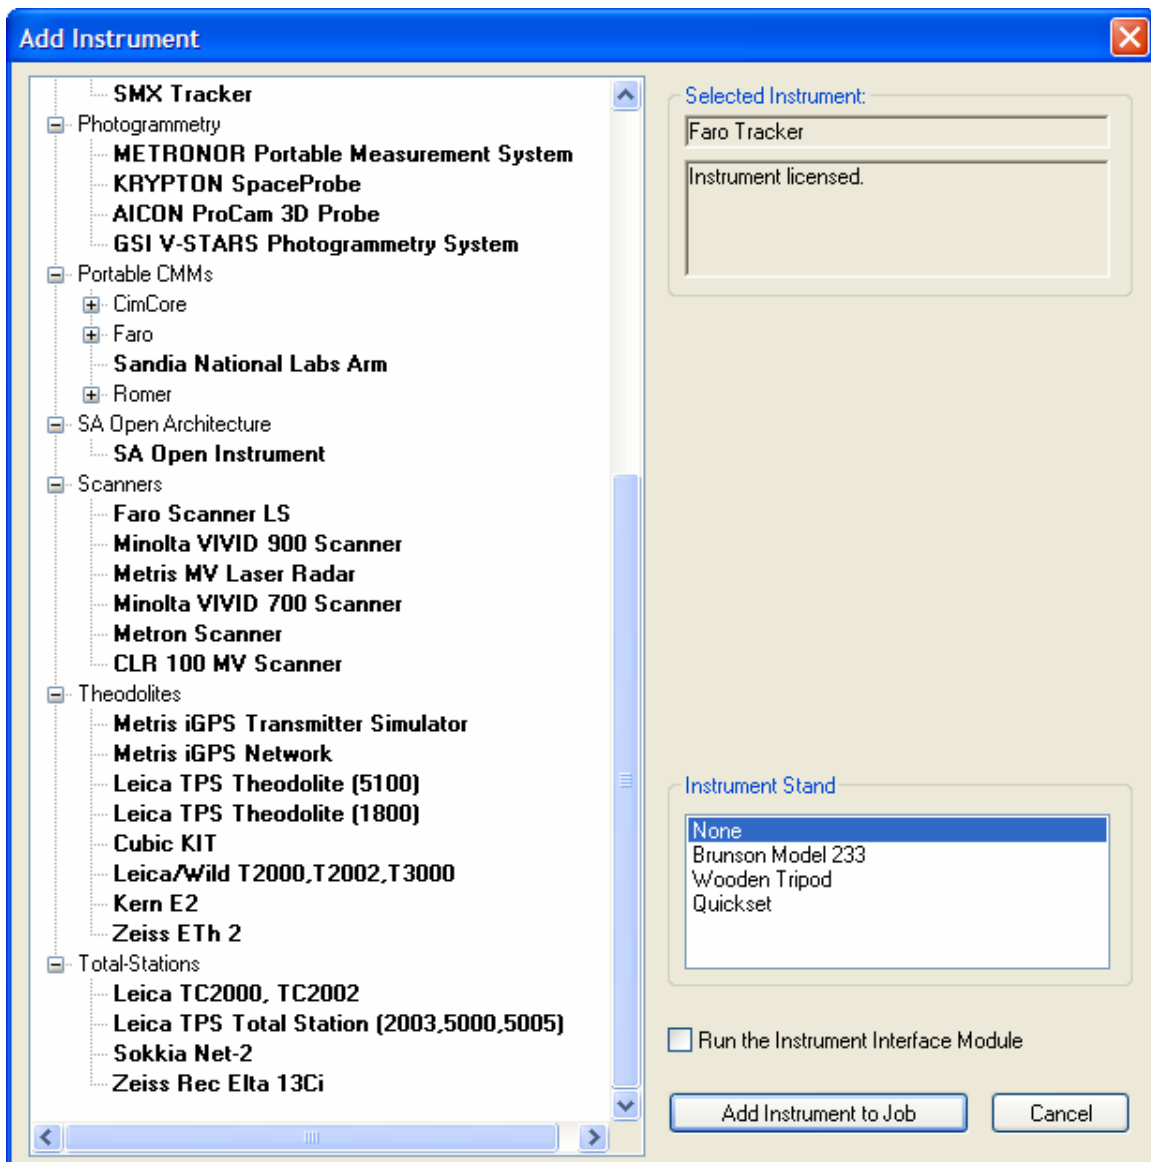 Add Instrument
SMX Tracker
Photogrammetry
METRONOR Portable Measurement System
KRYPTON SpaceProbe
AICON ProCam 3D Probe
GSI V-STARS Photogrammetry System
Portable CMMs
CimCore
Faro
Sandia National Labs Arm
Romer
SA Open Architecture
SA Open Instrument
Scanners
Faro Scanner LS
Minolta VIVID 900 Scanner
Metris MV Laser Radar
Minolta VIVID 700 Scanner
Metron Scanner
CLR 100 MV Scanner
Theodolites
Metris iGPS Transmitter Simulator
Metris iGPS Network
Leica TPS Theodolite (5100)
Leica TPS Theodolite (1800)
Cubic KIT
Leica/Wild T2000,T2002,T3000
Kern E2
Zeiss ETh 2
Total-Stations
Leica TC2000, TC2002
Leica TPS Total Station (2003,5000,5005)
Sokkia Net-2
Zeiss Rec Elta 13Ci
Selected Instrument:
Faro Tracker
Instrument licensed.
Instrument Stand
None
Brunson Model 233
Wooden Tripod
Quickset
Run the Instrument Interface Module
Add Instrument to Job
Cancel